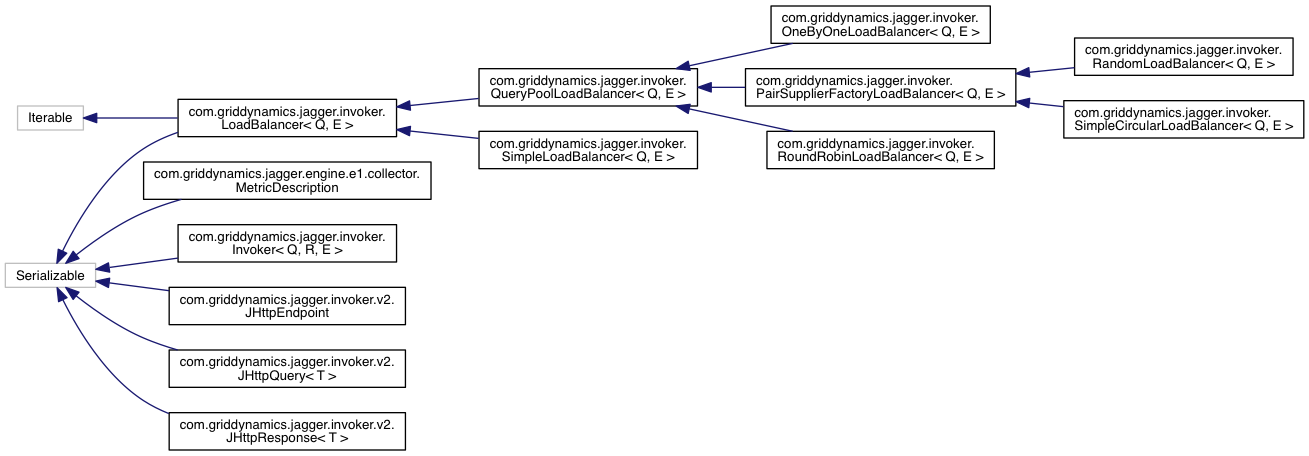 Iterable
Serializable
com.griddynamics.jagger.invoker.
LoadBalancer< Q, E >
com.griddynamics.jagger.engine.e1.collector.
MetricDescription
com.griddynamics.jagger.invoker.
Invoker< Q, R, E >
com.griddynamics.jagger.invoker.v2.
JHttpEndpoint
com.griddynamics.jagger.invoker.v2.
JHttpQuery< T >
com.griddynamics.jagger.invoker.v2.
JHttpResponse< T >
com.griddynamics.jagger.invoker.
QueryPoolLoadBalancer< Q, E >
com.griddynamics.jagger.invoker.
SimpleLoadBalancer< Q, E >
com.griddynamics.jagger.invoker.
OneByOneLoadBalancer< Q, E >
com.griddynamics.jagger.invoker.
PairSupplierFactoryLoadBalancer< Q, E >
com.griddynamics.jagger.invoker.
RoundRobinLoadBalancer< Q, E >
com.griddynamics.jagger.invoker.
RandomLoadBalancer< Q, E >
com.griddynamics.jagger.invoker.
SimpleCircularLoadBalancer< Q, E >